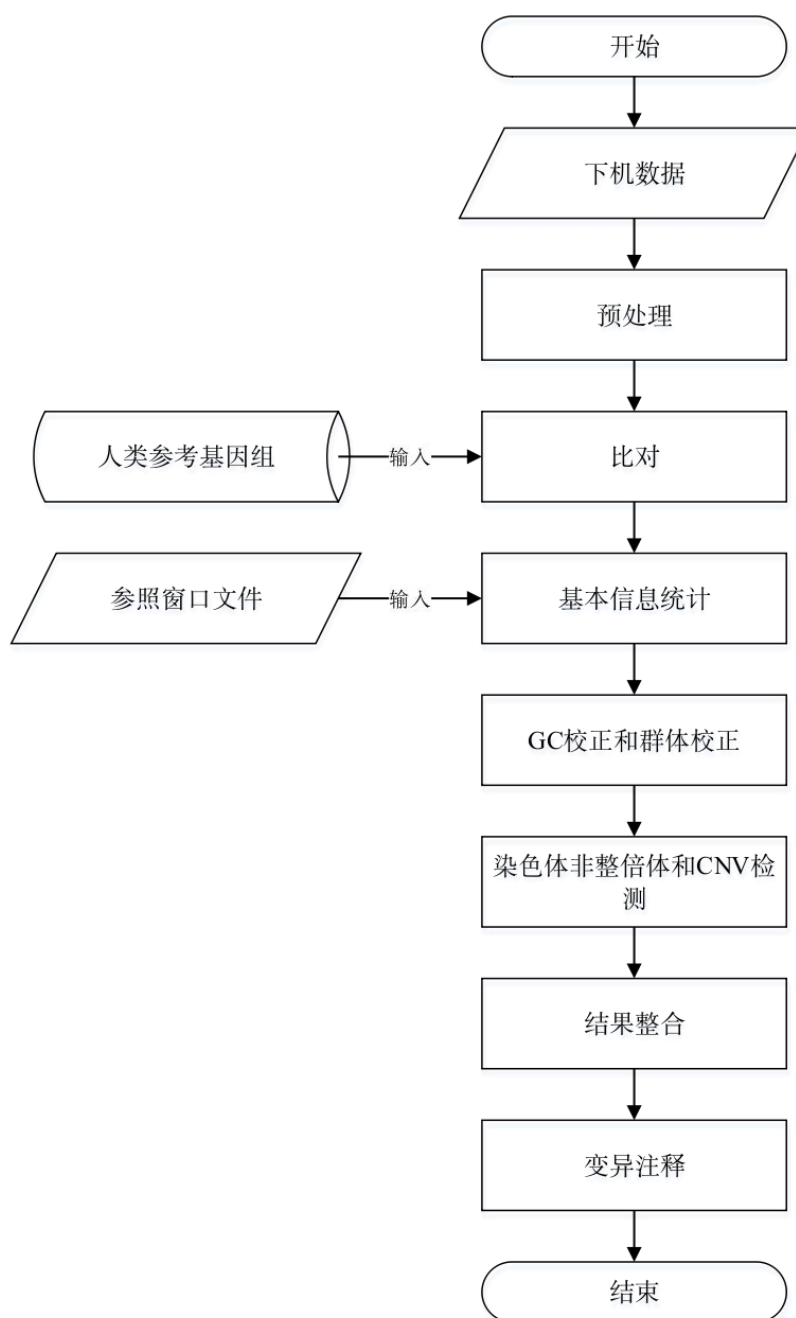 开始
下机数据
预处理
人类参考基因组
输入
比对
参照窗口文件
输入
基本信息统计
GC校正和群体校正
染色体非整倍体和CNV检
测
结果整合
变异注释
结束